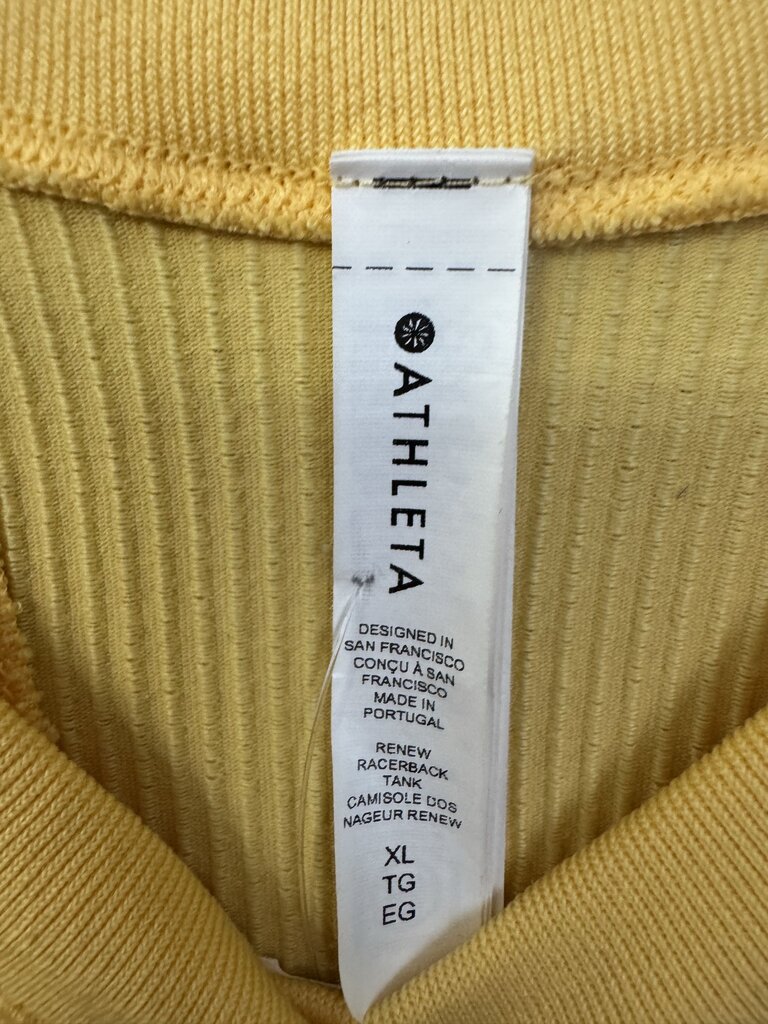 ATHLETA
DESIGNED IN
SAN FRANCISCO
CONÇU À SAN
FRANCISCO
MADE IN
PORTUGAL
RENEW
RACERBACK
TANK
CAMISOLE DOS
NAGEUR RENEW
XL
TG
EG